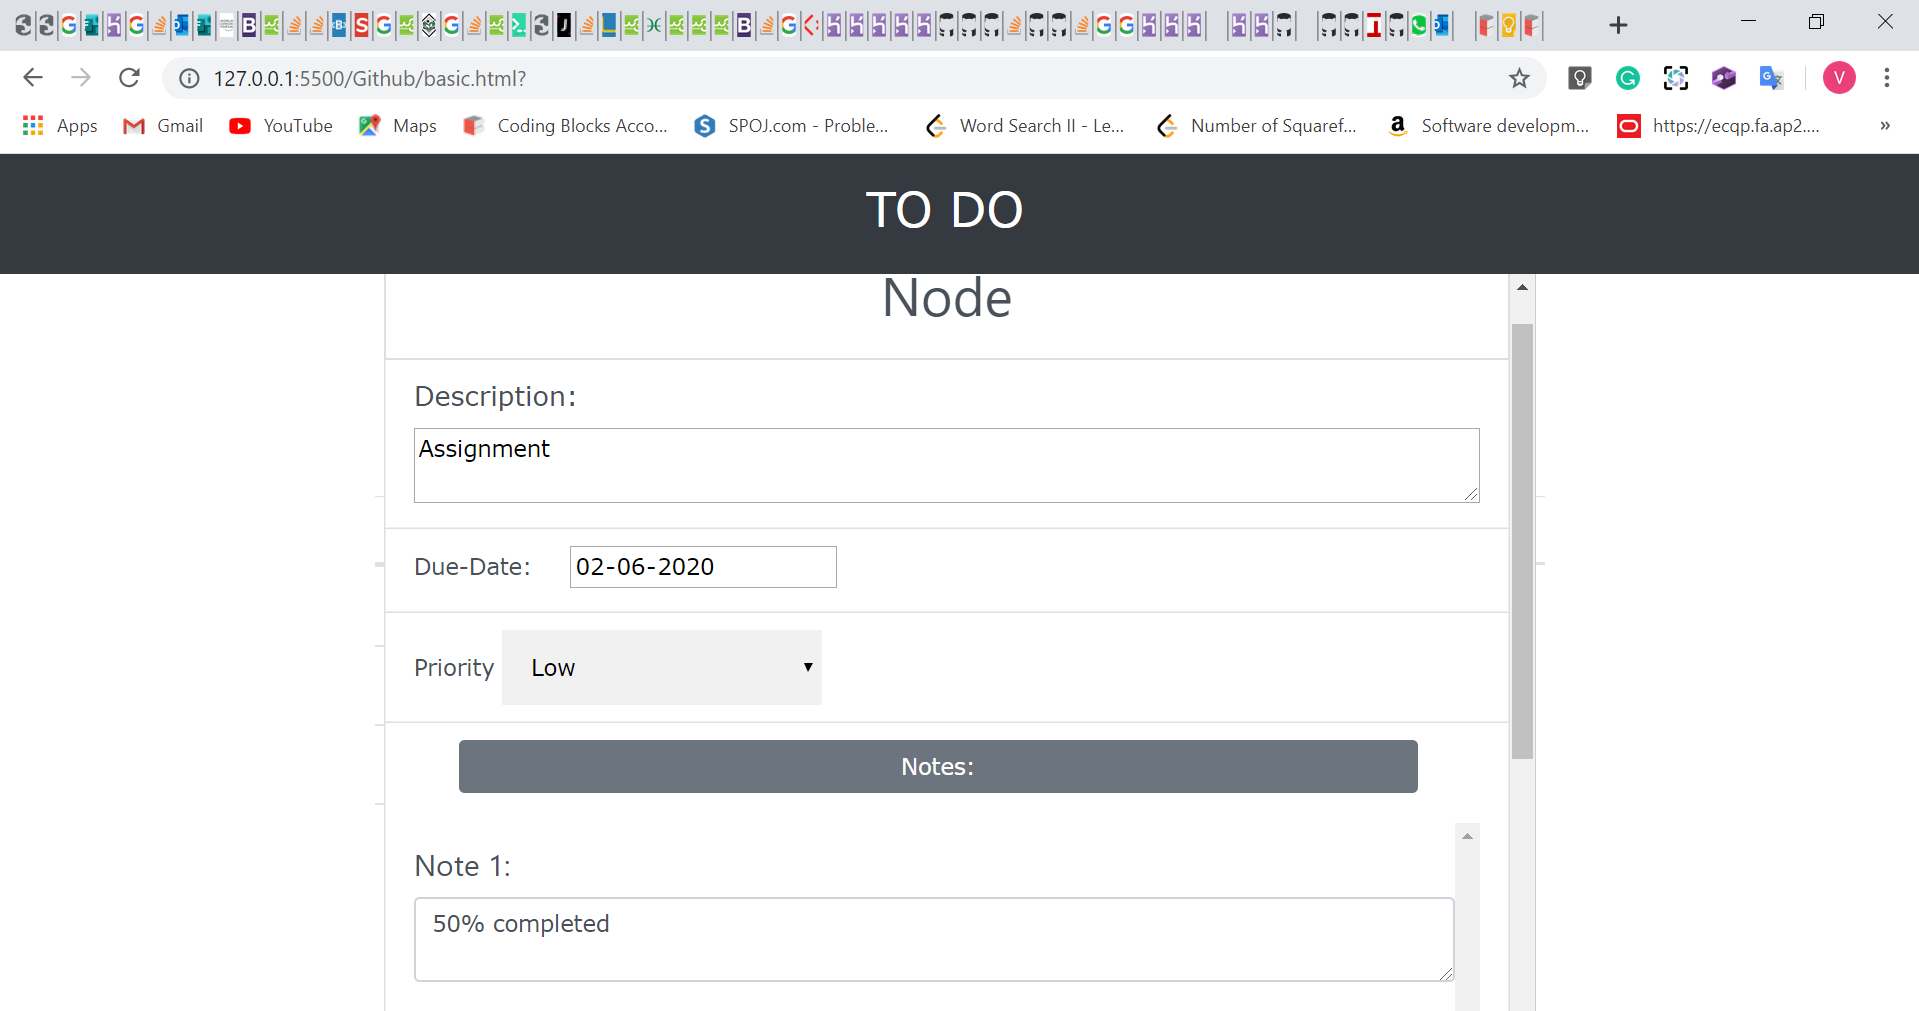 127.0.0.1:5500/Github/basic.html?
V
Apps
Gmail
YouTube
Maps
Coding Blocks Acco...
SPOJ.com - Proble...
Word Search II - Le...
Number of Squaref...
Software developm...
https://ecqp.fa.ap2....
»
TO DO
Node
Description:
Assignment
Due-Date: 02-06-2020
Priority Low
Notes:
Note 1:
50% completed